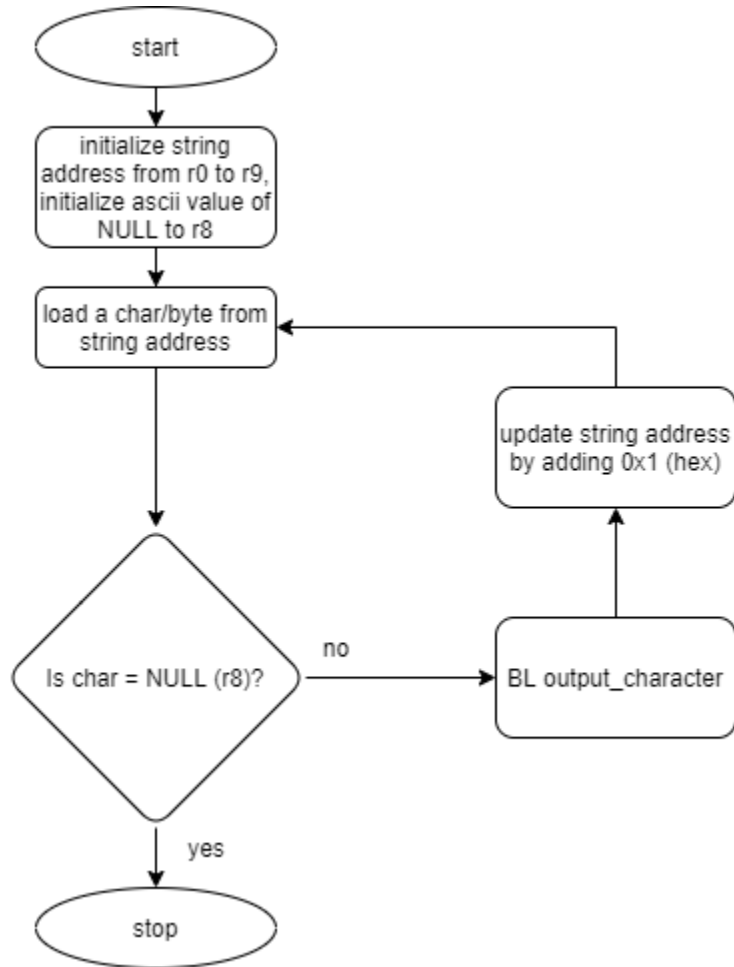 start
initialize string
address from r0 to r9,
initialize ascii value of
NULL to r8
load a char/byte from
string address
update string address
by adding 0x1 (hex)
Is char = NULL (r8)?
no
BL output_character
yes
stop